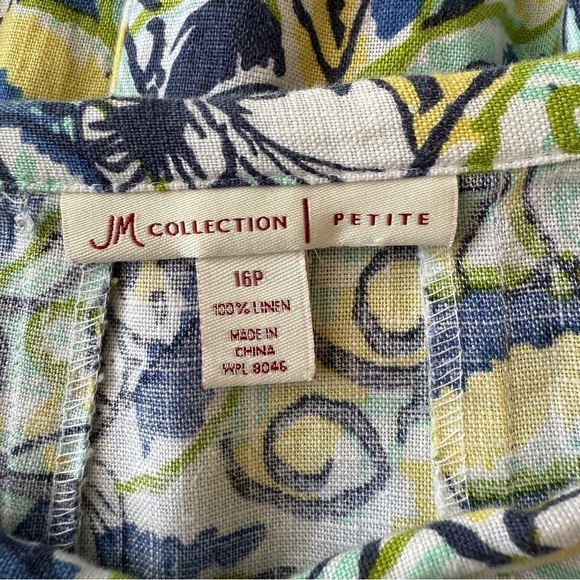 JM COLLECTION | PETITE
16P
100% LINEN
MADE IN
CHINA
WPL 8046